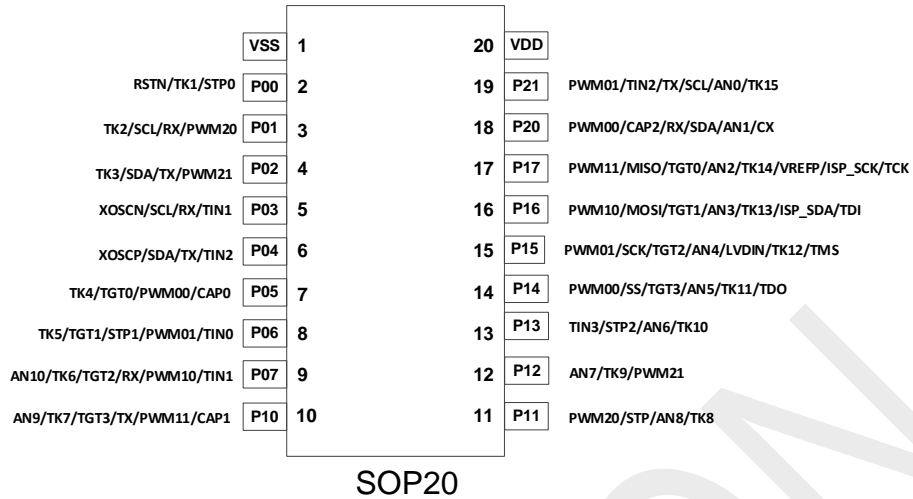 VSS 1 20 VDD
RSTN/TK1/STP0 P00 2 19 P21 PWM01/TIN2/TX/SCL/AN0/TK15
TK2/SCL/RX/PWM20 P01 3 18 P20 PWM00/CAP2/RX/SDA/AN1/CX
TK3/SDA/TX/PWM21 P02 4 17 P17 PWM11/MISO/TGT0/AN2/TK14/VREFP/ISP_SCK/TCK
XOSCN/SCL/RX/TIN1 P03 5 16 P16 PWM10/MOSI/TGT1/AN3/TK13/ISP_SDA/TDI
XOSCP/SDA/TX/TIN2 P04 6 15 P15 PWM01/SCK/TGT2/AN4/LVDIN/TK12/TMS
TK4/TGT0/PWM00/CAP0 P05 7 14 P14 PWM00/SS/TGT3/AN5/TK11/TDO
TK5/TGT1/STP1/PWM01/TIN0 P06 8 13 P13 TIN3/STP2/AN6/TK10
AN10/TK6/TGT2/RX/PWM10/TIN1 P07 9 12 P12 AN7/TK9/PWM21
AN9/TK7/TGT3/TX/PWM11/CAP1 P10 10 11 P11 PWM20/STP/AN8/TK8
SOP20